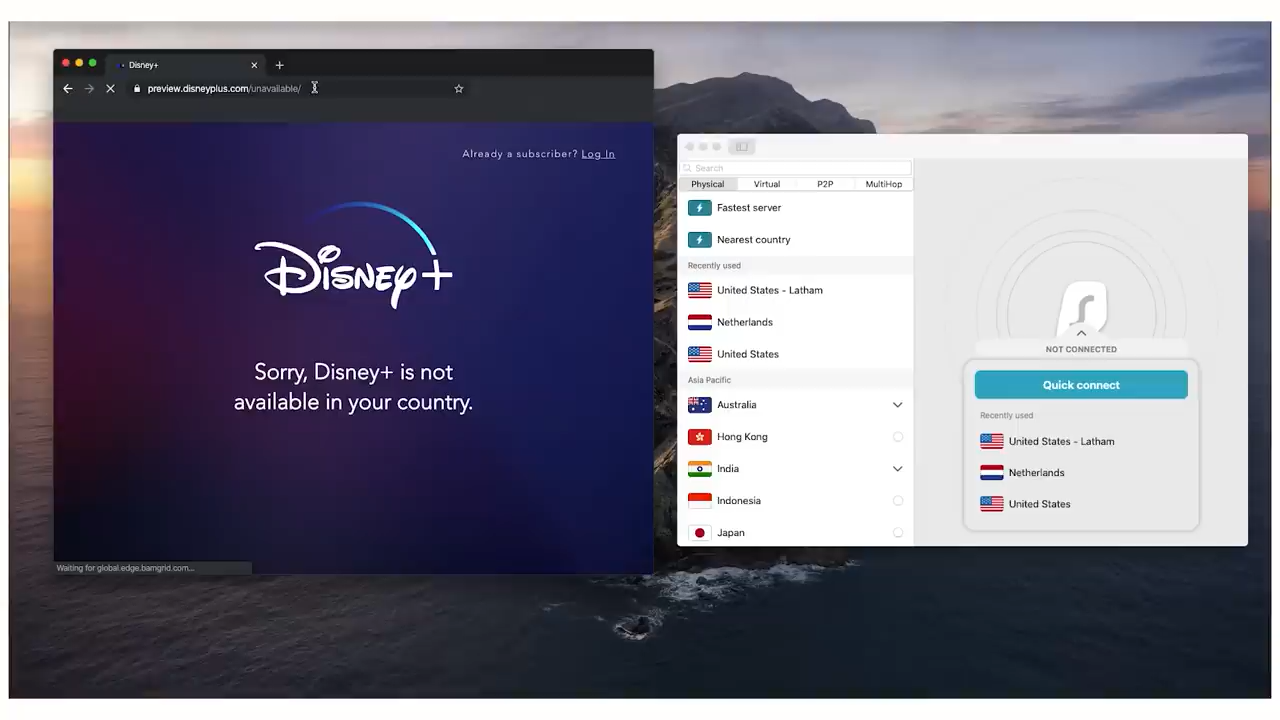 Disney+
preview.disneyplus.com/unavailable/
Already a subscriber? Log In
Disney+
Sorry, Disney+ is not
available in your country.
Waiting for global.edge.bamgrid.com...
Search
Physical
Virtual
P2P
MultiHop
Fastest server
Nearest country
Recently used
United States - Latham
Netherlands
United States
Asia Pacific
Australia
Hong Kong
India
Indonesia
Japan
NOT CONNECTED
Quick connect
Recently used
United States - Latham
Netherlands
United States